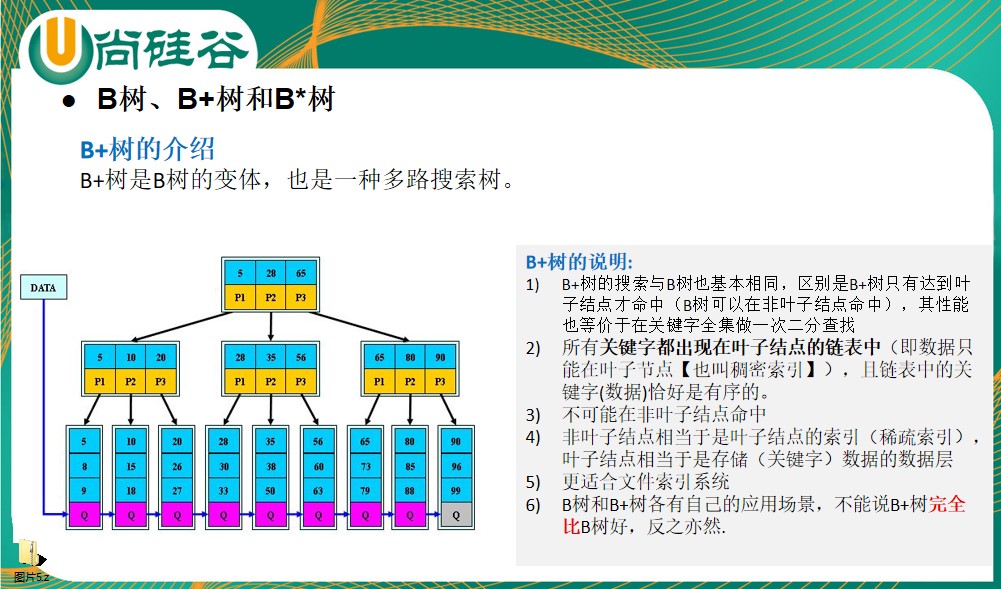 尚硅谷
● B树、B+树和B*树
B+树的介绍
B+树是B树的变体，也是一种多路搜索树。
DATA
5 28 65
P1 P2 P3
5 10 20
P1 P2 P3
28 35 56
P1 P2 P3
65 80 90
P1 P2 P3
5 10 20 28 35 56 65 80 90
8 15 26 30 38 60 73 85 96
9 18 27 33 50 63 79 88 99
Q Q Q Q Q Q Q Q Q
B+树的说明:
1) B+树的搜索与B树也基本相同，区别是B+树只有达到叶
子结点才命中（B树可以在非叶子结点命中），其性能
也等价于在关键字全集做一次二分查找
2) 所有关键字都出现在叶子结点的链表中（即数据只
能在叶子节点【也叫稠密索引】），且链表中的关
键字(数据)恰好是有序的。
3) 不可能在非叶子结点命中
4) 非叶子结点相当于是叶子结点的索引（稀疏索引），
叶子结点相当于是存储（关键字）数据的数据层
5) 更适合文件索引系统
6) B树和B+树各有自己的应用场景，不能说B+树完全
比B树好，反之亦然.
图片5.z